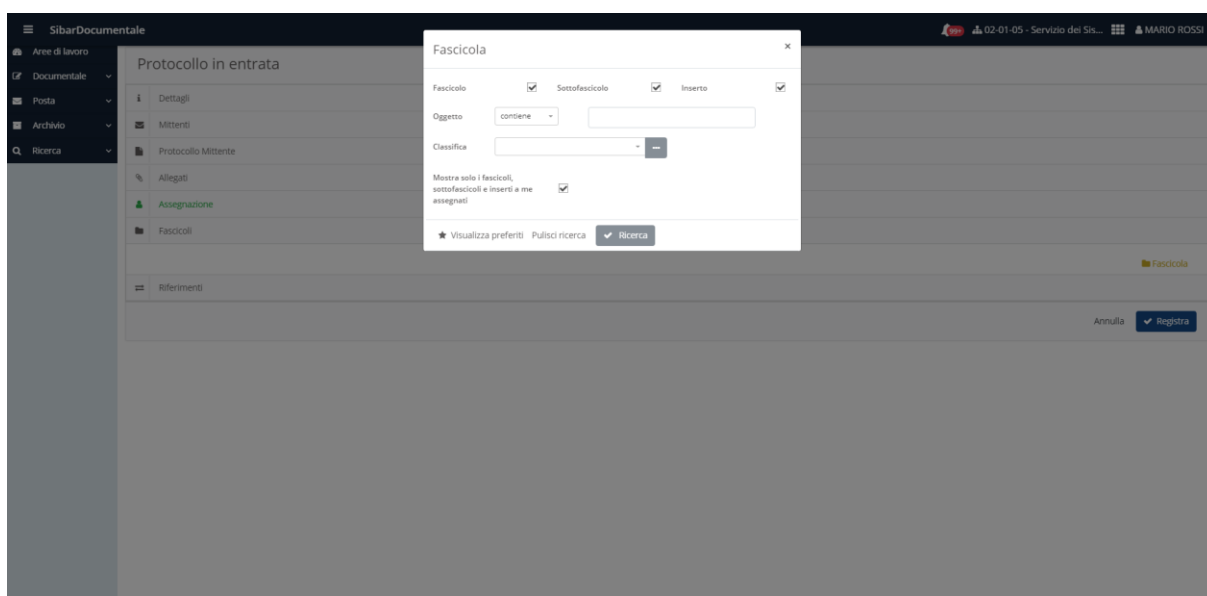 SibarDocumentale
99+ 02-01-05 - Servizio dei Sis... MARIO ROSSI
Aree di lavoro
Documentale
Posta
Archivio
Ricerca
Protocollo in entrata
i Dettagli
Mittenti
Protocollo Mittente
Allegati
Assegnazione
Fascicoli
Fascicola
Riferimenti
Annulla Registra
Fascicola ×
Fascicolo Sottofascicolo Inserto
Oggetto contiene
Classifica
Mostra solo i fascicoli,
sottofascicoli e inserti a me
assegnati
Visualizza preferiti Pulisci ricerca Ricerca